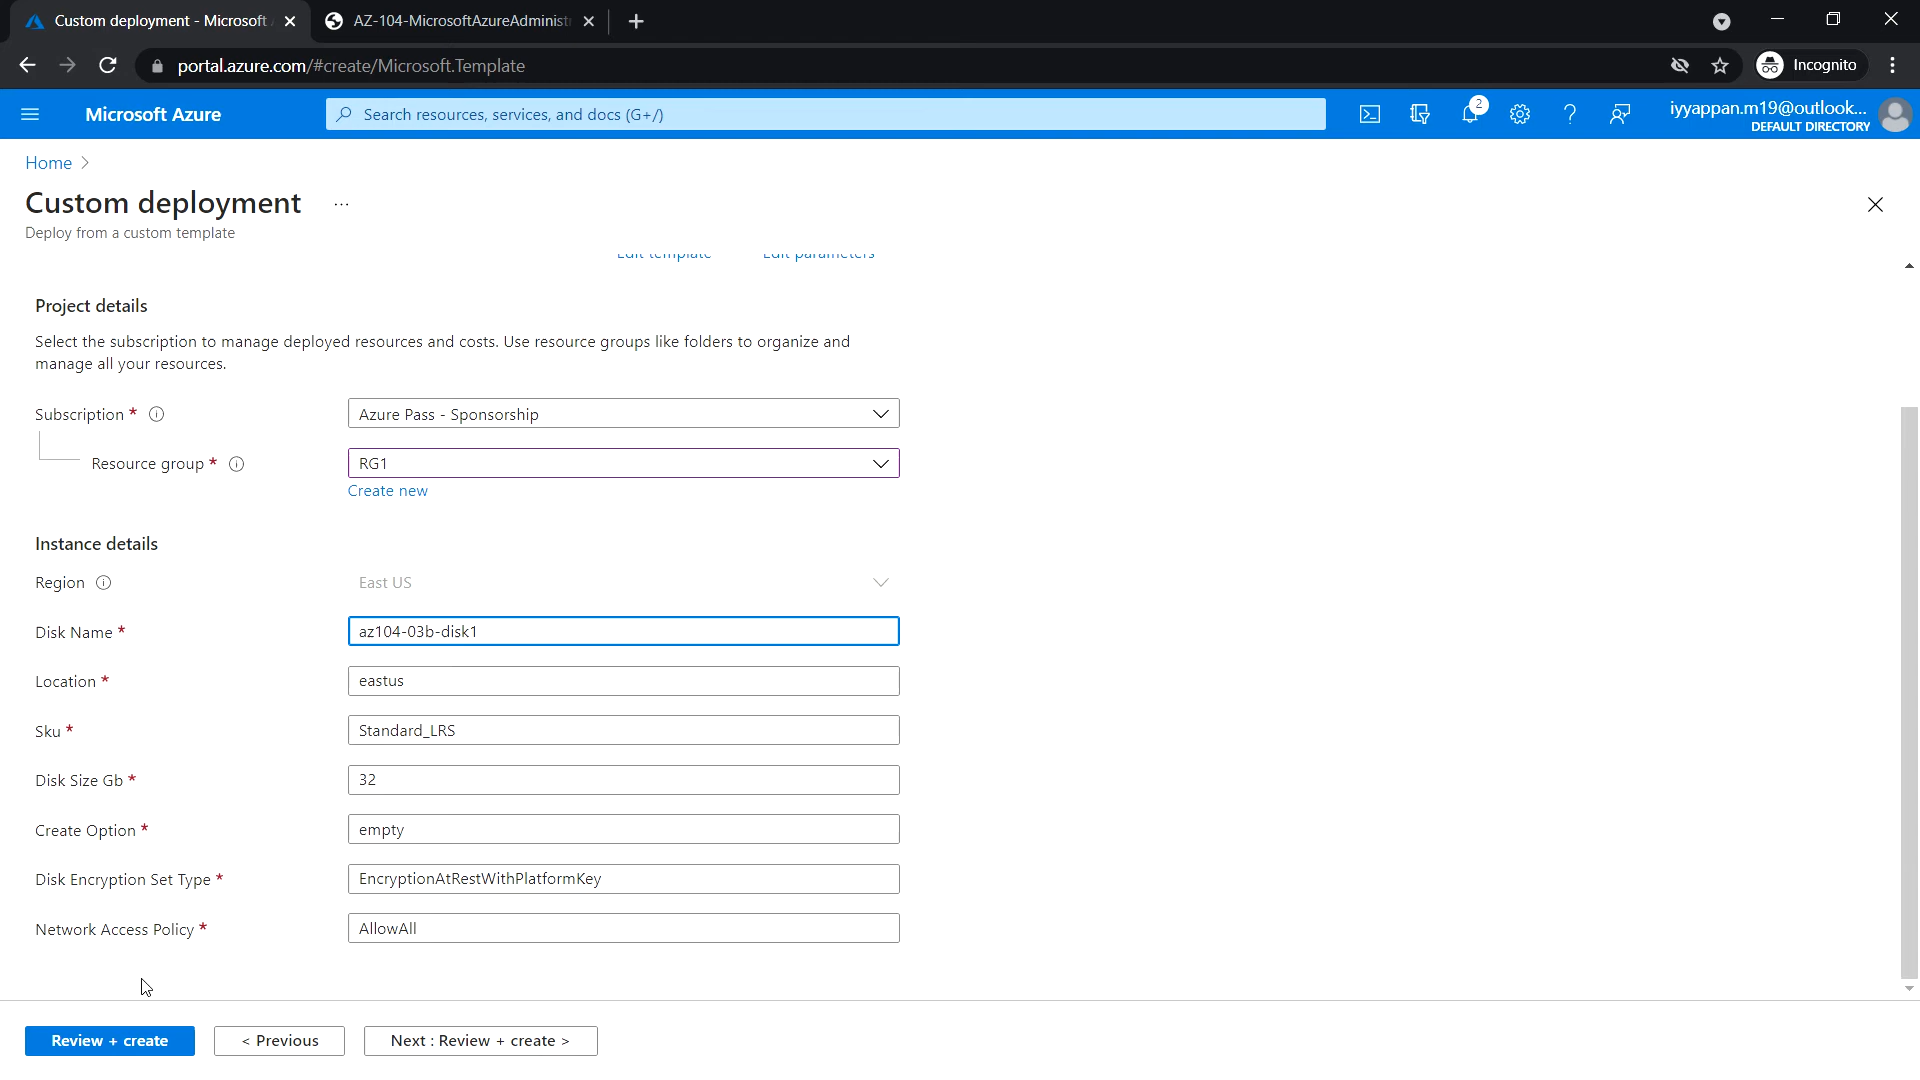 Custom deployment - Microsoft
AZ-104-MicrosoftAzureAdminist
portal.azure.com/#create/Microsoft.Template
Incognito
Microsoft Azure
Search resources, services, and docs (G+/)
2
iyyappan.m19@outlook...
DEFAULT DIRECTORY
Home >
Custom deployment ...
Deploy from a custom template
Edit template Edit parameters
Project details
Select the subscription to manage deployed resources and costs. Use resource groups like folders to organize and
manage all your resources.
Subscription * Azure Pass - Sponsorship
Resource group * RG1
Create new
Instance details
Region East US
Disk Name * az104-03b-disk1
Location * eastus
Sku * Standard_LRS
Disk Size Gb * 32
Create Option * empty
Disk Encryption Set Type * EncryptionAtRestWithPlatformKey
Network Access Policy * AllowAll
Review + create < Previous Next : Review + create >